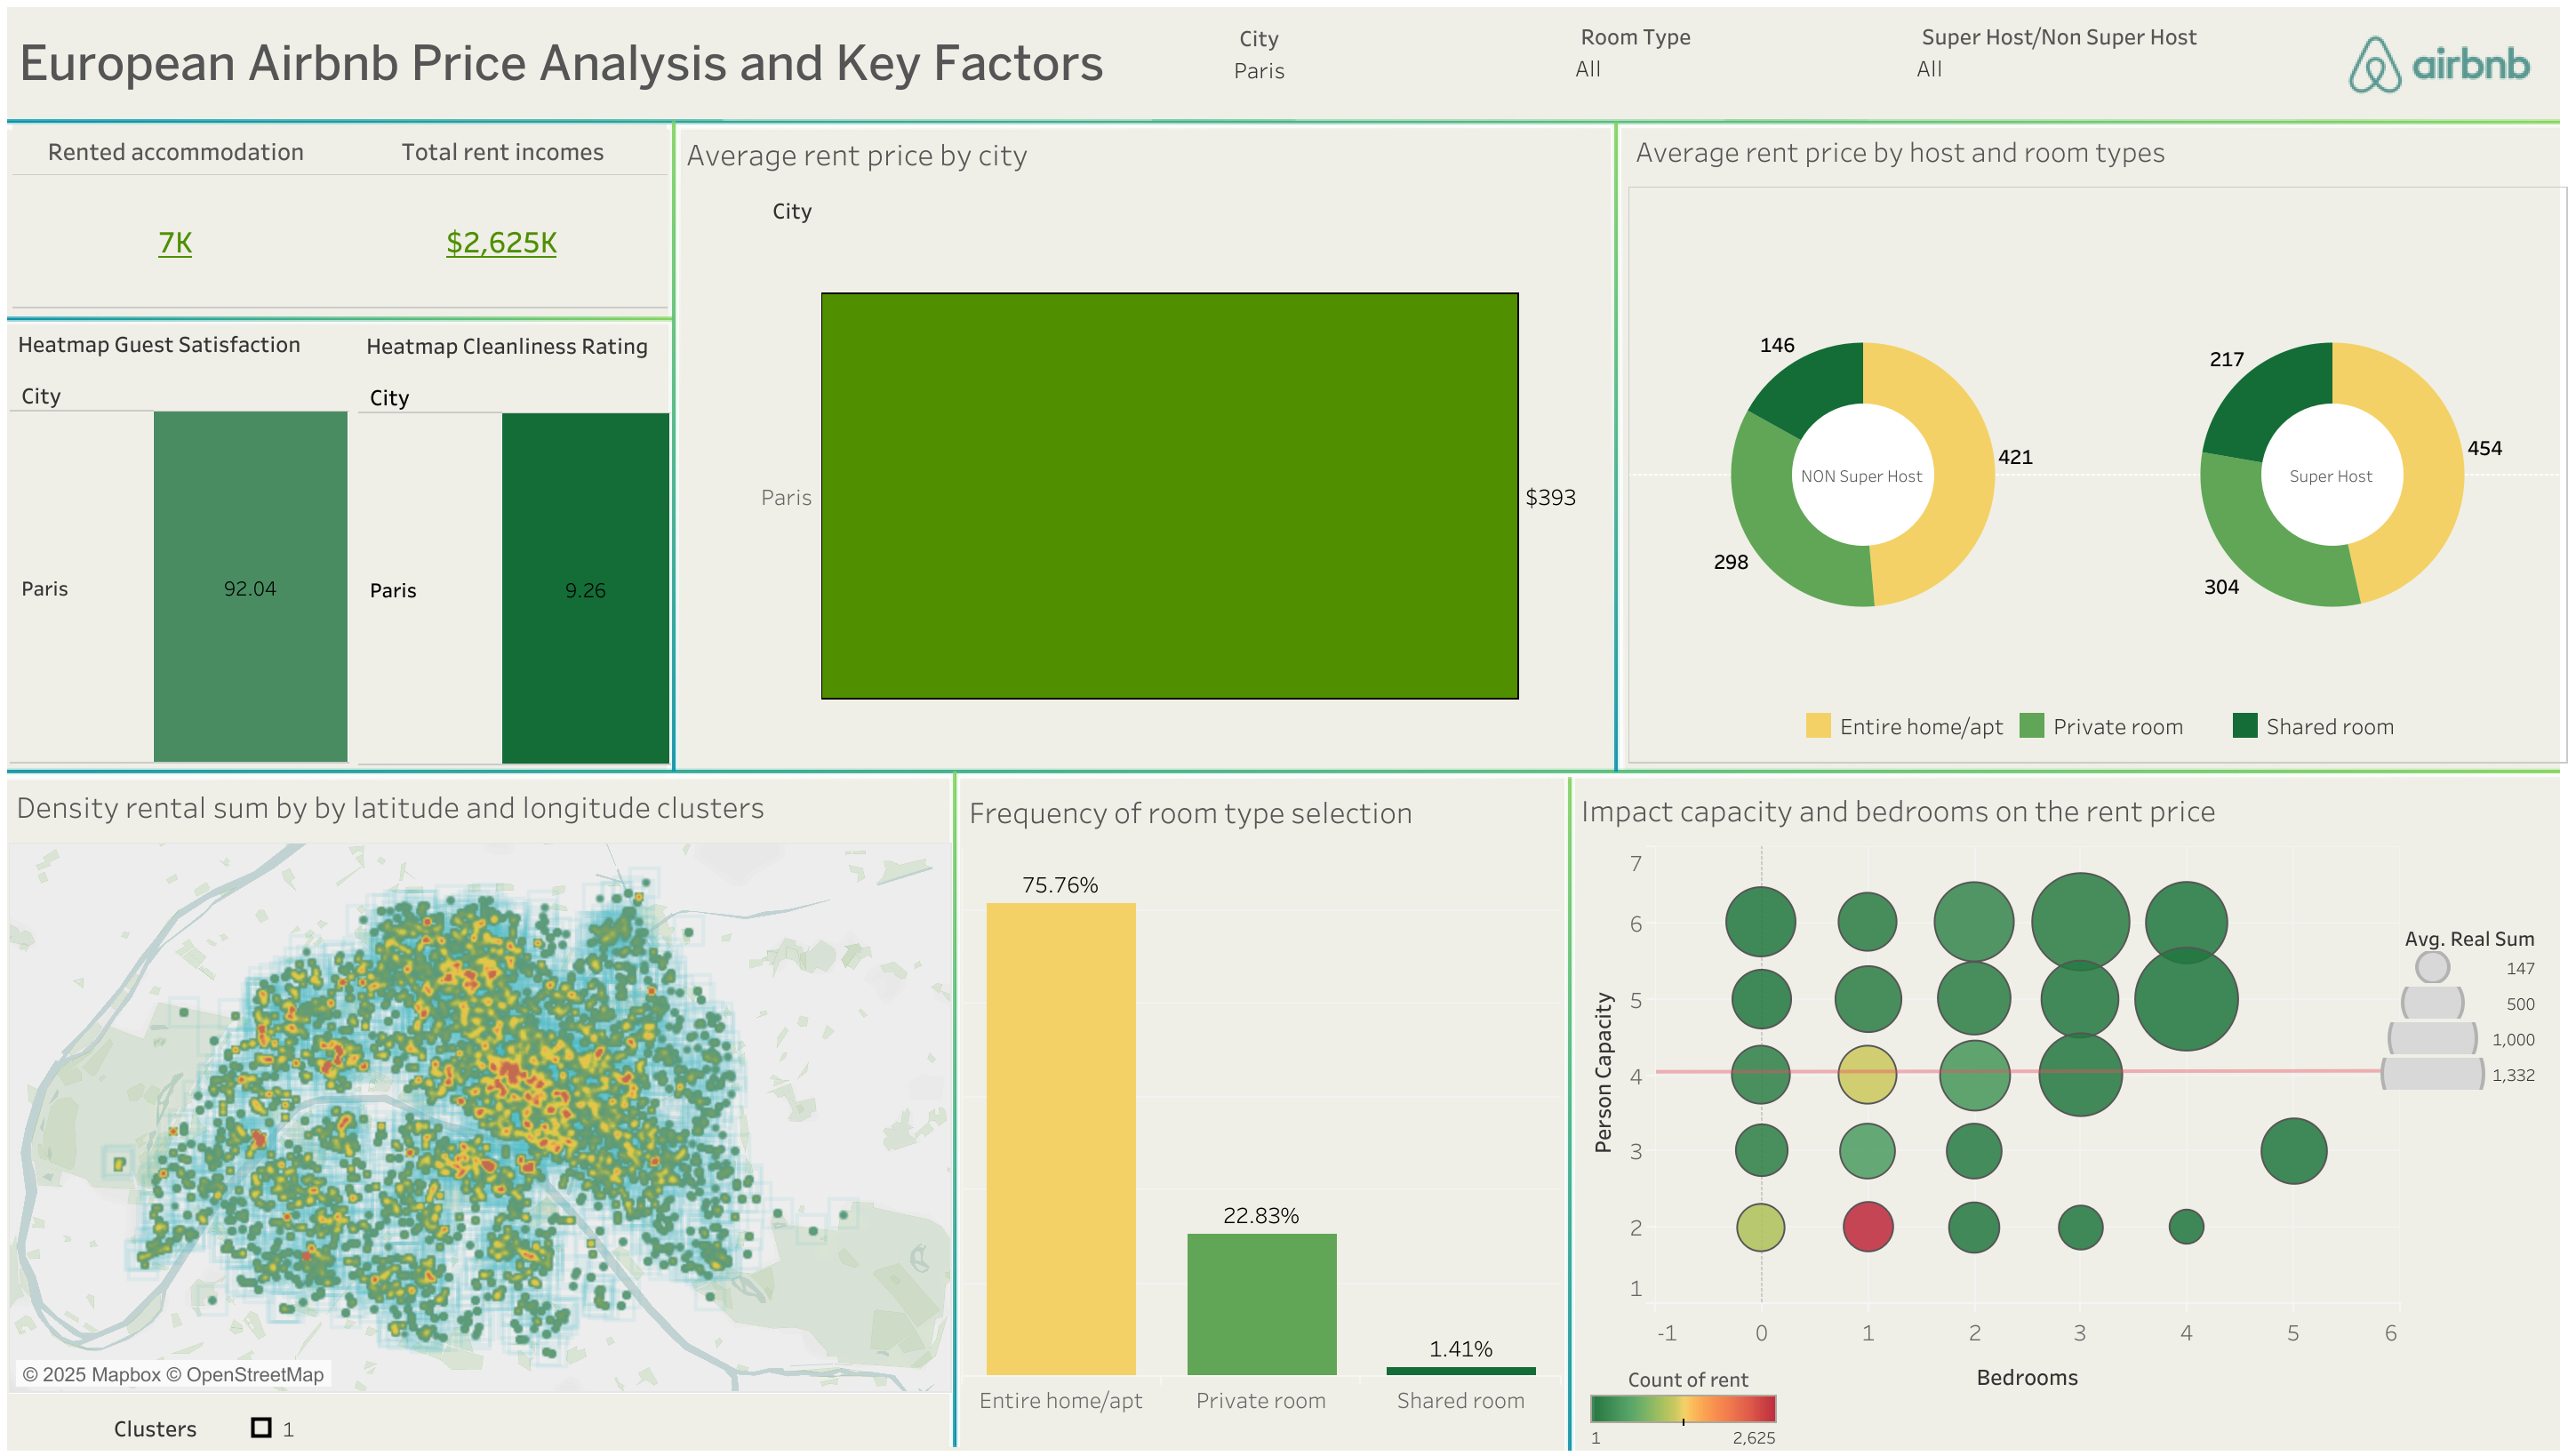 European Airbnb Price Analysis and Key Factors
City
Paris
Room Type
All
Super Host/Non Super Host
All
airbnb
Rented accommodation
Total rent incomes
7K
$2,625K
Heatmap Guest Satisfaction
City
Paris
92.04
Heatmap Cleanliness Rating
City
Paris
9.26
Average rent price by city
City
Paris
$393
Average rent price by host and room types
146
421
298
NON Super Host
217
454
304
Super Host
Entire home/apt
Private room
Shared room
Density rental sum by by latitude and longitude clusters
© 2025 Mapbox © OpenStreetMap
Clusters
1
Frequency of room type selection
75.76%
22.83%
1.41%
Entire home/apt
Private room
Shared room
Impact capacity and bedrooms on the rent price
Person Capacity
7
6
5
4
3
2
1
-1
0
1
2
3
4
5
6
Bedrooms
Avg. Real Sum
147
500
1,000
1,332
Count of rent
1
2,625